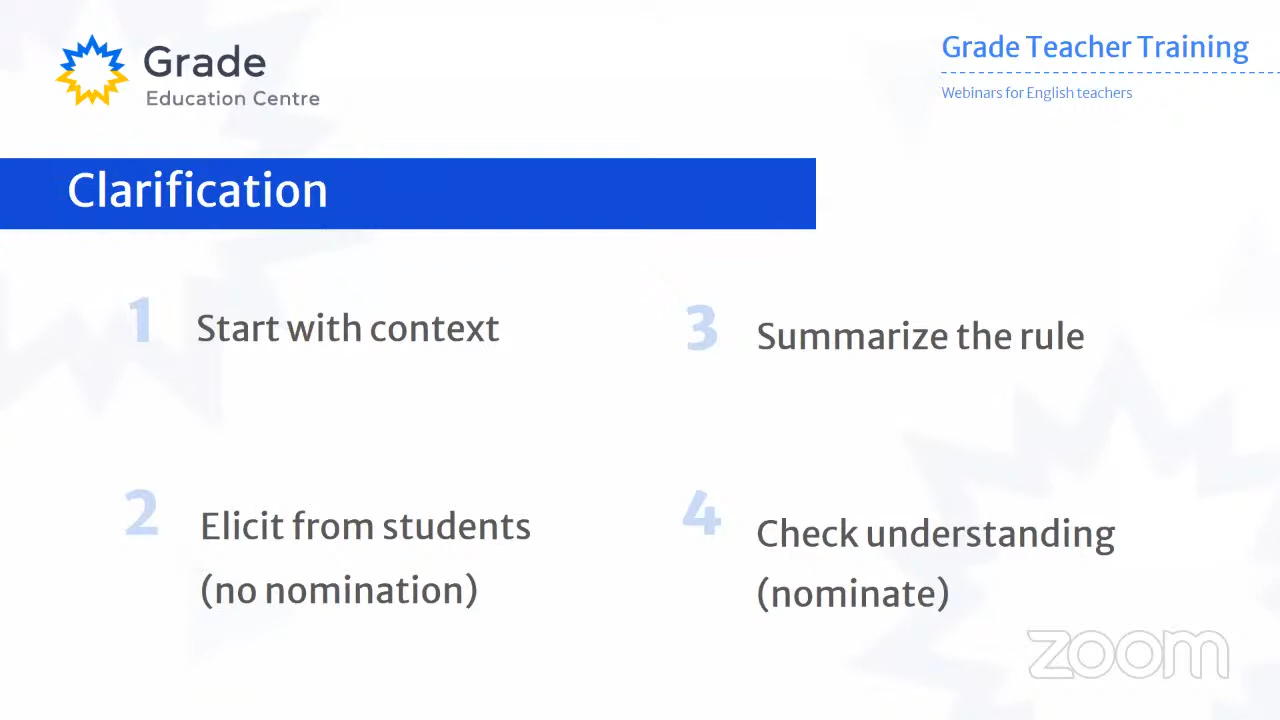 Grade
Education Centre
Grade Teacher Training
Webinars for English teachers
Clarification
1 Start with context
2 Elicit from students
(no nomination)
3 Summarize the rule
4 Check understanding
(nominate)
zoom